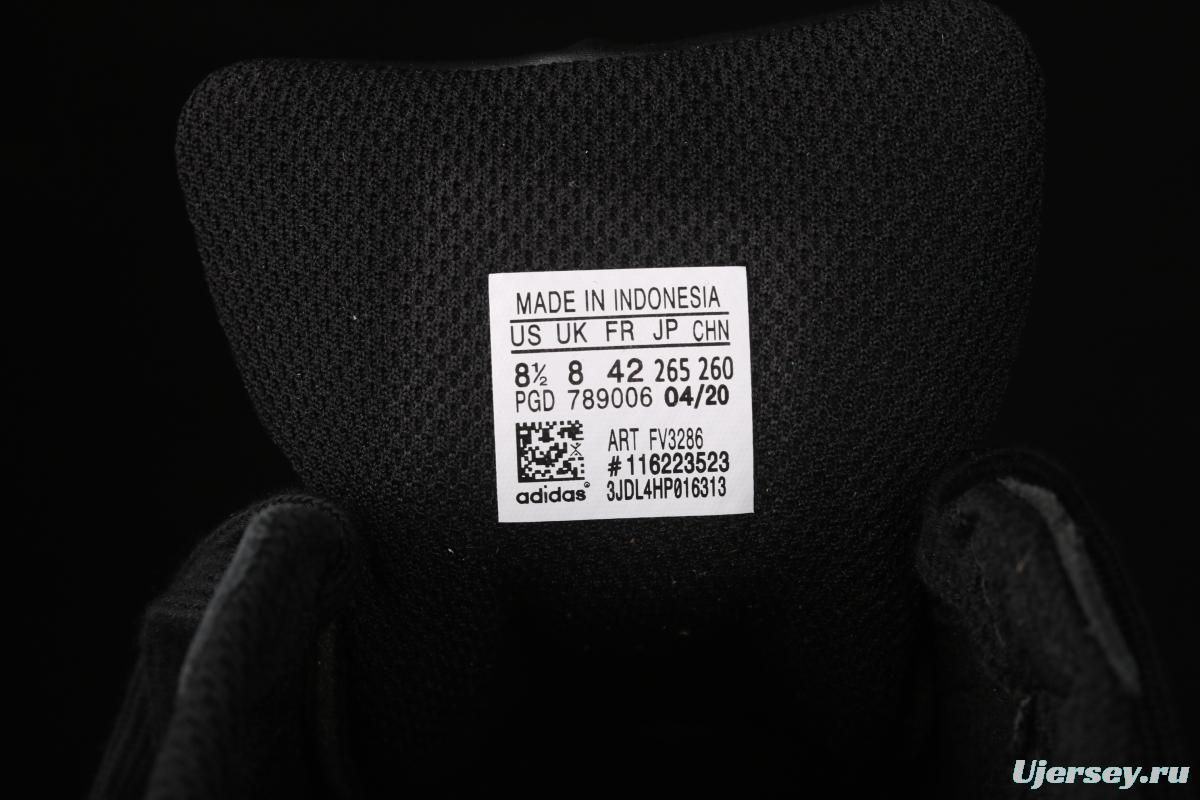 MADE IN INDONESIA
US UK FR JP CHN
8½ 8 42 265 260
PGD 789006 04/20
ART FV3286
#116223523
adidas® 3JDL4HP016313
Ujersey.ru